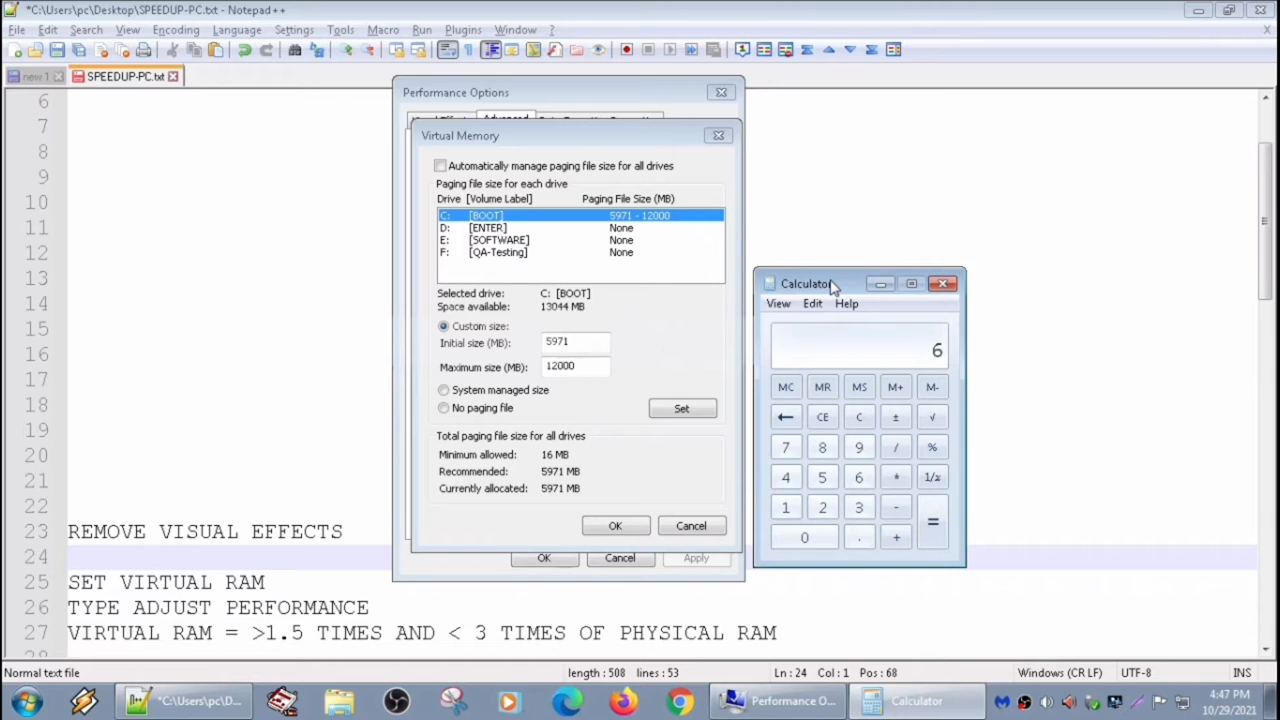 *C:\Users\pc\Desktop\SPEEDUP-PC.txt - Notepad++
File Edit Search View Encoding Language Settings Tools Macro Run Plugins Window ?
X
new 1
SPEEDUP-PC.txt
6
7
8
9
10
11
12
13
14
15
16
17
18
19
20
21
22
23 REMOVE VISUAL EFFECTS
24
25 SET VIRTUAL RAM
26 TYPE ADJUST PERFORMANCE
27 VIRTUAL RAM = >1.5 TIMES AND < 3 TIMES OF PHYSICAL RAM
Performance Options
Advanced
Virtual Memory
Automatically manage paging file size for all drives
Paging file size for each drive
Drive [Volume Label] Paging File Size (MB)
C: [BOOT] 5971 - 12000
D: [ENTER] None
E: [SOFTWARE] None
F: [QA-Testing] None
Selected drive: C: [BOOT]
Space available: 13044 MB
Custom size:
Initial size (MB): 5971
Maximum size (MB): 12000
System managed size
No paging file
Set
Total paging file size for all drives
Minimum allowed: 16 MB
Recommended: 5971 MB
Currently allocated: 5971 MB
OK Cancel
OK Cancel Apply
Calculator
View Edit Help
6
MC MR MS M+ M-
← CE C ± √
7 8 9 / %
4 5 6 * 1/x
1 2 3 - =
0 . +
Normal text file length : 508 lines : 53 Ln : 24 Col : 1 Pos : 68 Windows (CR LF) UTF-8 INS
*C:\Users\pc\D...
Performance O...
Calculator
4:47 PM
10/29/2021